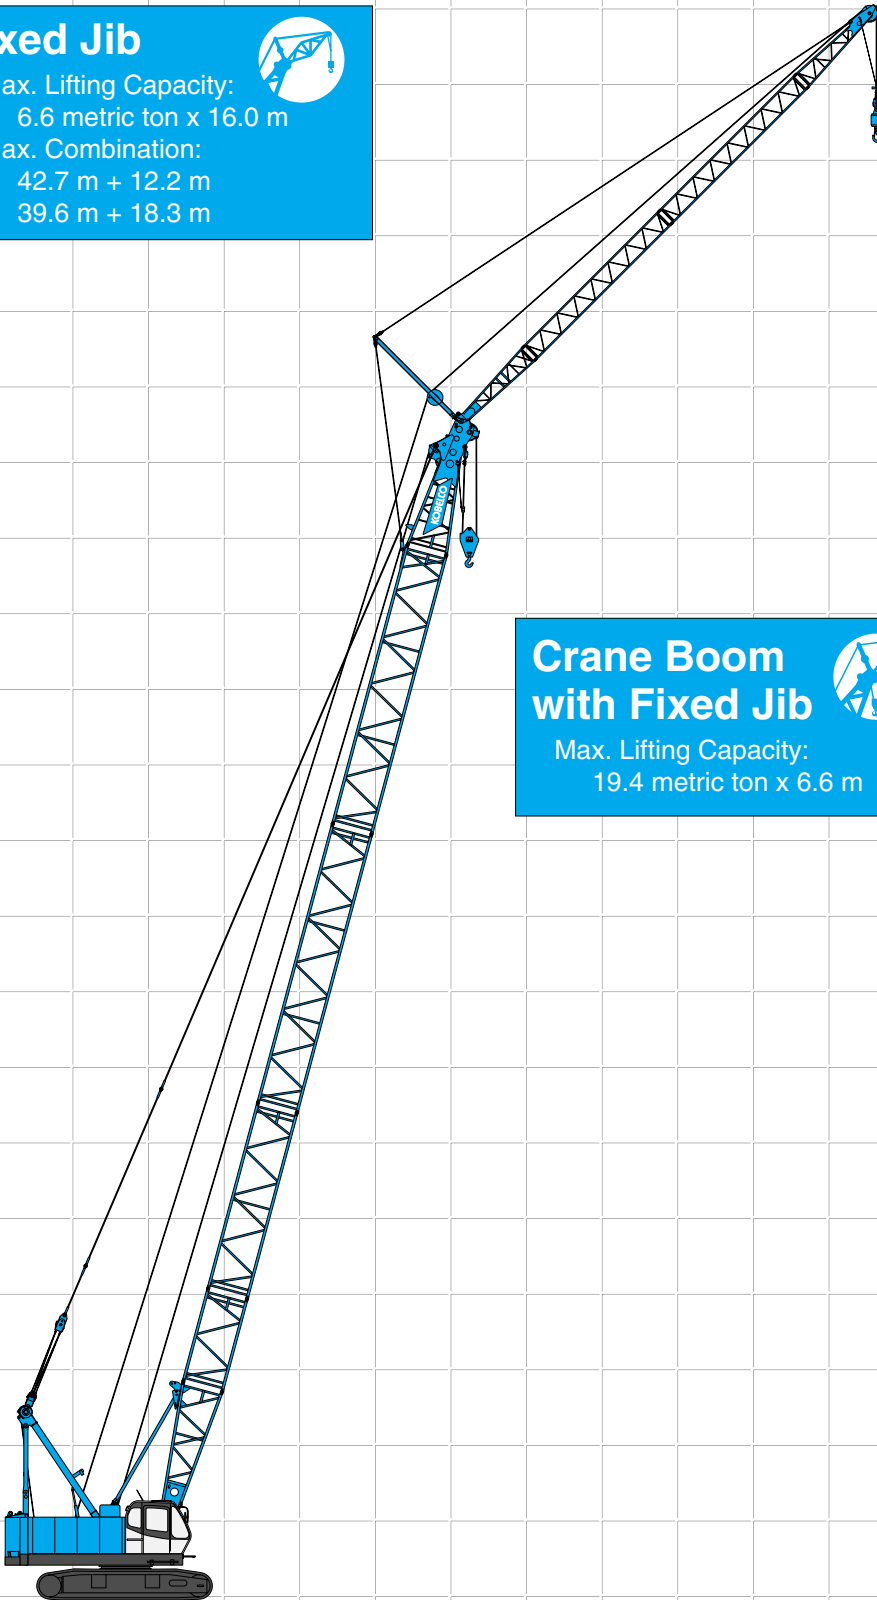 xed Jib
ax. Lifting Capacity:
6.6 metric ton x 16.0 m
ax. Combination:
42.7 m + 12.2 m
39.6 m + 18.3 m
KOBELCO
Crane Boom
with Fixed Jib
Max. Lifting Capacity:
19.4 metric ton x 6.6 m